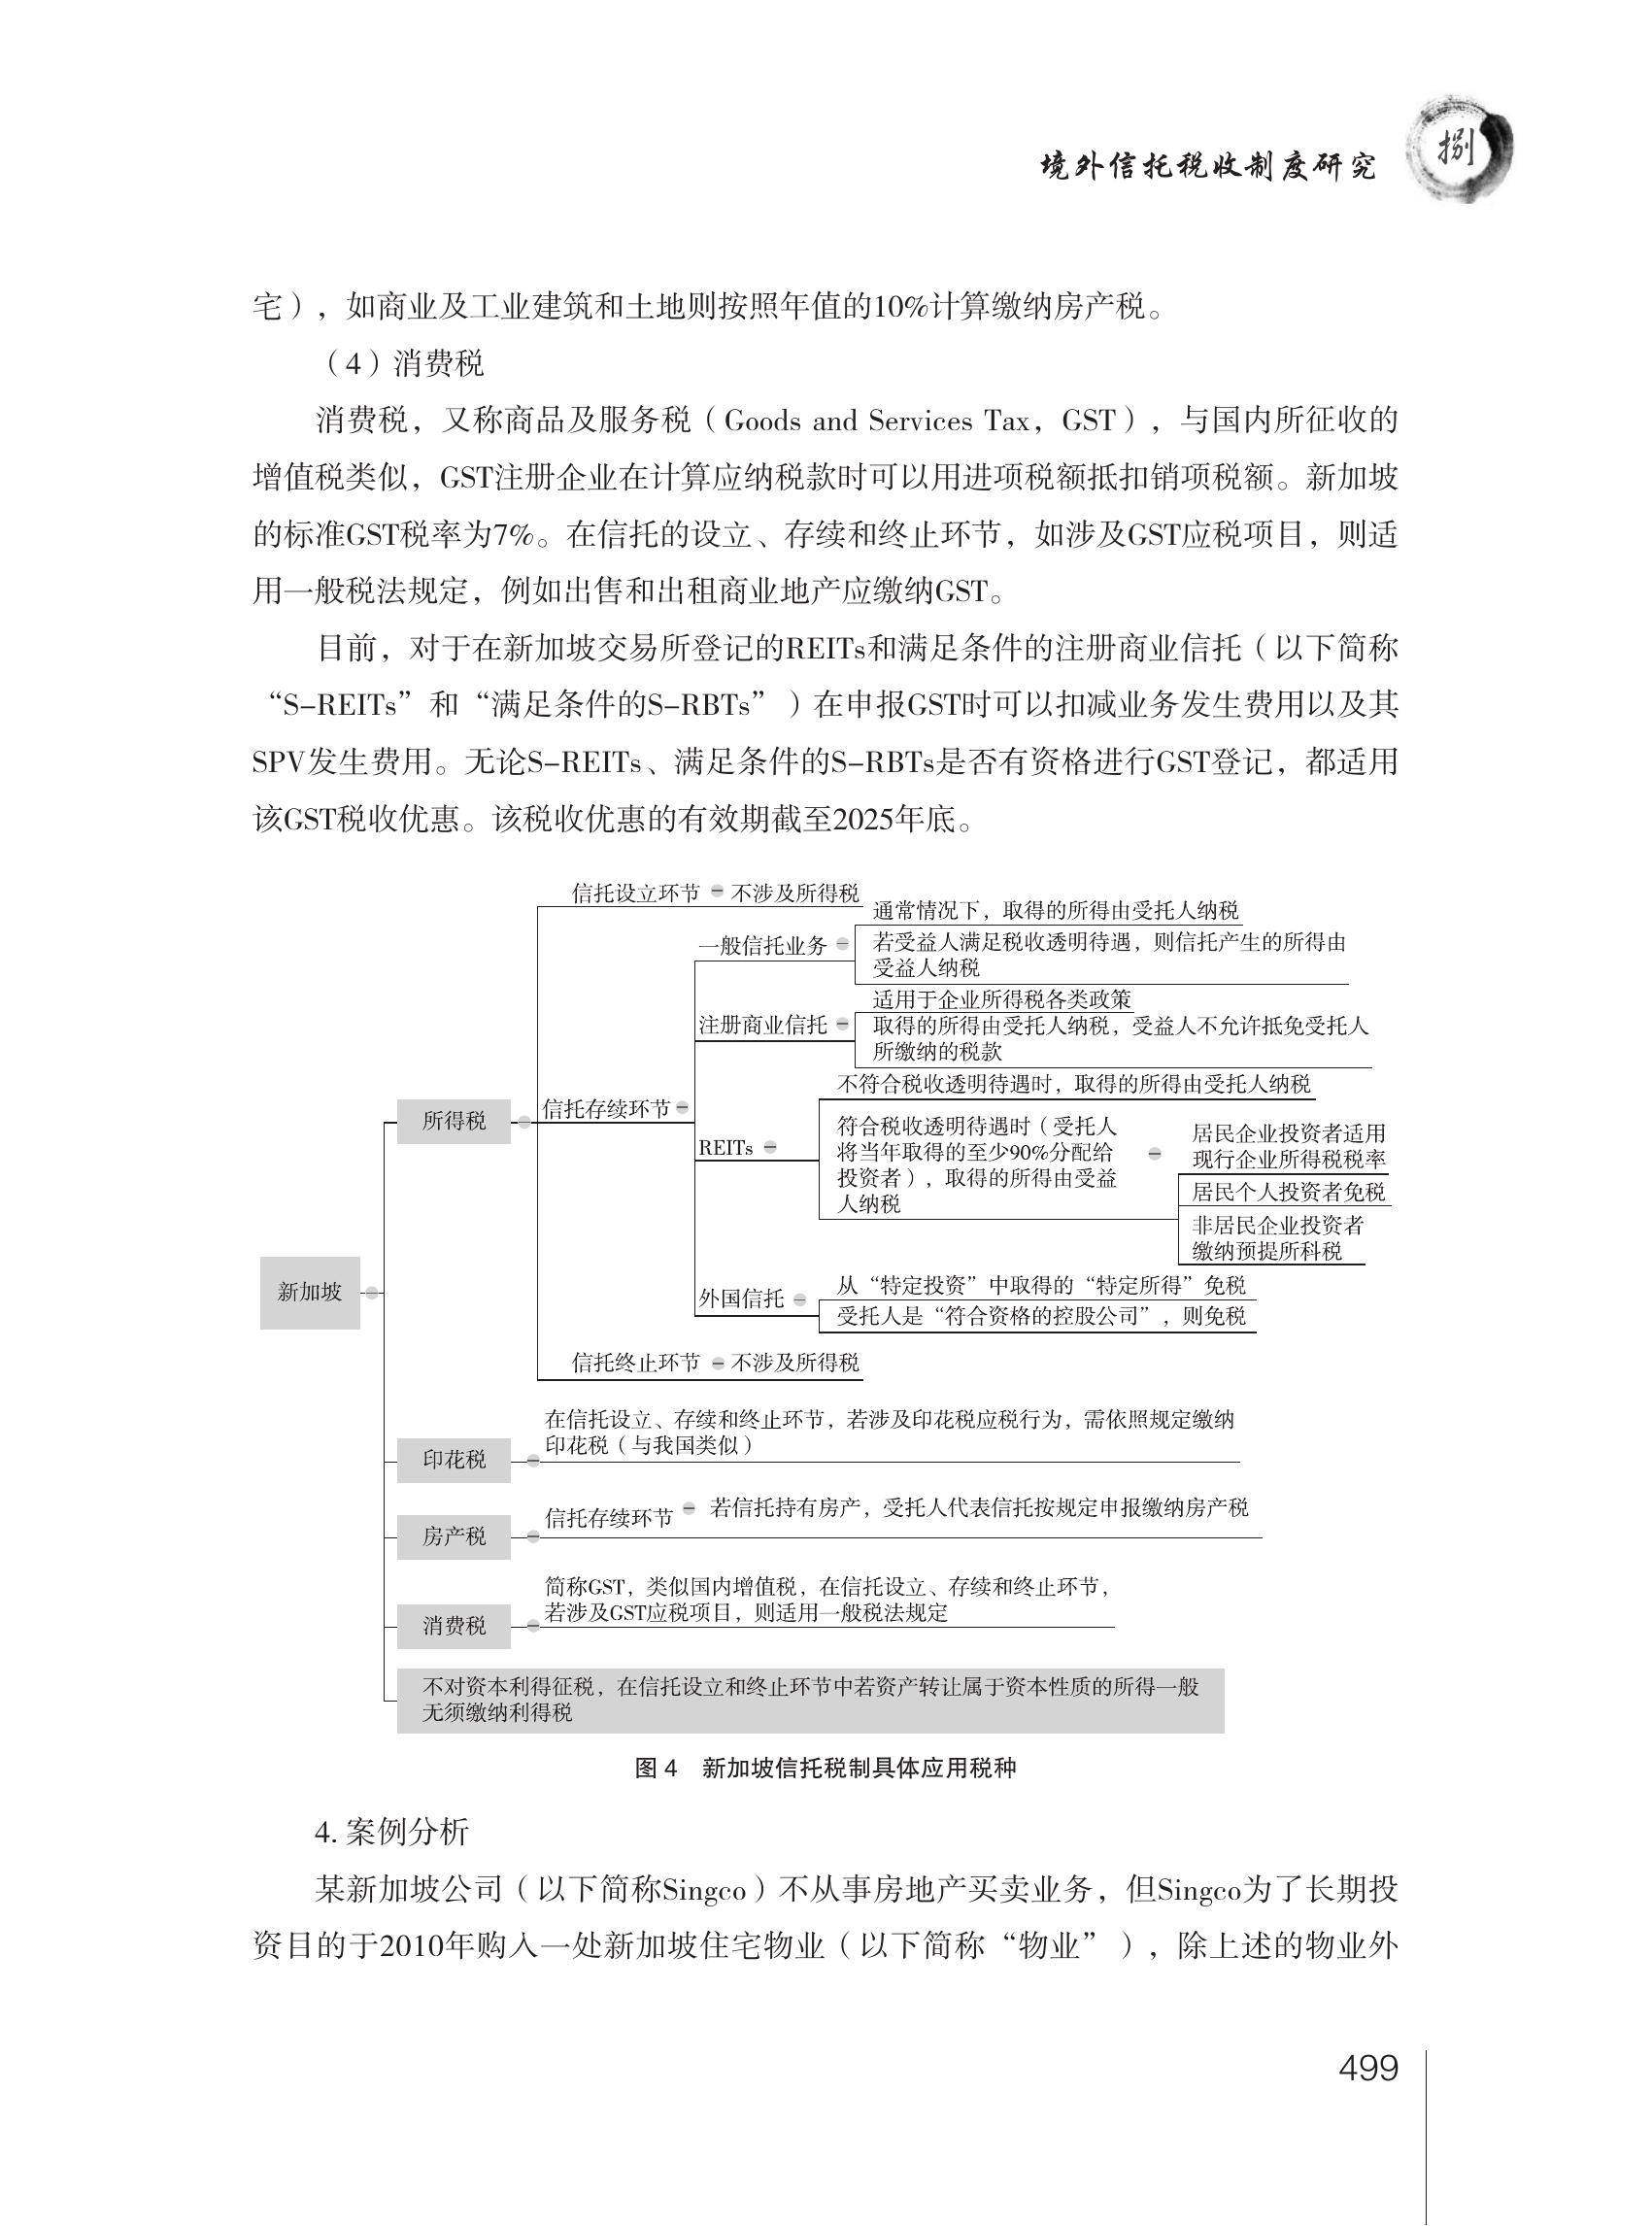 境外信托税收制度研究
捌
宅），如商业及工业建筑和土地则按照年值的10%计算缴纳房产税。
（4）消费税
消费税，又称商品及服务税（Goods and Services Tax，GST），与国内所征收的
增值税类似，GST注册企业在计算应纳税款时可以用进项税额抵扣销项税额。新加坡
的标准GST税率为7%。在信托的设立、存续和终止环节，如涉及GST应税项目，则适
用一般税法规定，例如出售和出租商业地产应缴纳GST。
目前，对于在新加坡交易所登记的REITs和满足条件的注册商业信托（以下简称
“S-REITs”和“满足条件的S-RBTs”）在申报GST时可以扣减业务发生费用以及其
SPV发生费用。无论S-REITs、满足条件的S-RBTs是否有资格进行GST登记，都适用
该GST税收优惠。该税收优惠的有效期截至2025年底。
新加坡
所得税
信托设立环节
不涉及所得税
信托存续环节
一般信托业务
通常情况下，取得的所得由受托人纳税
若受益人满足税收透明待遇，则信托产生的所得由
受益人纳税
注册商业信托
适用于企业所得税各类政策
取得的所得由受托人纳税，受益人不允许抵免受托人
所缴纳的税款
REITs
不符合税收透明待遇时，取得的所得由受托人纳税
符合税收透明待遇时（受托人
将当年取得的至少90%分配给
投资者），取得的所得由受益
人纳税
居民企业投资者适用
现行企业所得税税率
居民个人投资者免税
非居民企业投资者
缴纳预提所科税
外国信托
从“特定投资”中取得的“特定所得”免税
受托人是“符合资格的控股公司”，则免税
信托终止环节
不涉及所得税
印花税
在信托设立、存续和终止环节，若涉及印花税应税行为，需依照规定缴纳
印花税（与我国类似）
房产税
信托存续环节
若信托持有房产，受托人代表信托按规定申报缴纳房产税
消费税
简称GST，类似国内增值税，在信托设立、存续和终止环节，
若涉及GST应税项目，则适用一般税法规定
不对资本利得征税，在信托设立和终止环节中若资产转让属于资本性质的所得一般
无须缴纳利得税
图 4　新加坡信托税制具体应用税种
4. 案例分析
某新加坡公司（以下简称Singco）不从事房地产买卖业务，但Singco为了长期投
资目的于2010年购入一处新加坡住宅物业（以下简称“物业”），除上述的物业外
499